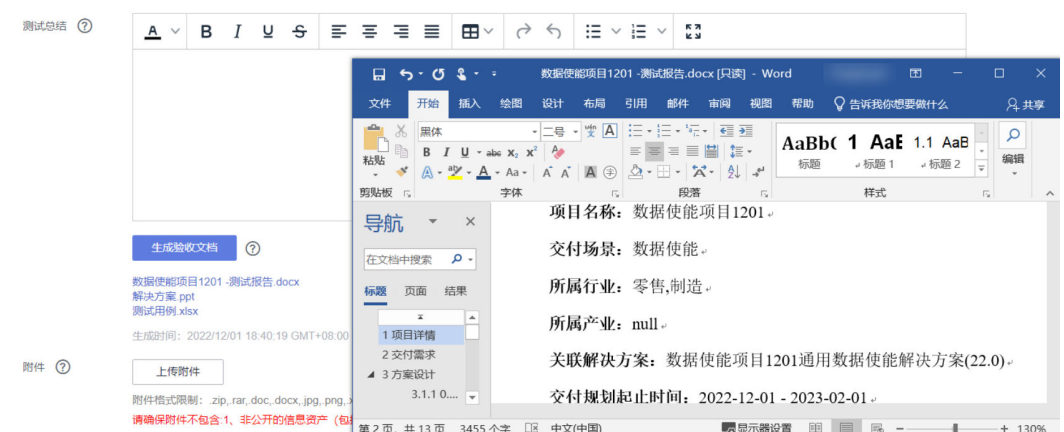 测试总结 ?
A B I U S
数据使能项目1201 -测试报告.docx [只读] - Word
文件 开始 插入 绘图 设计 布局 引用 邮件 审阅 视图 帮助 告诉我你想要做什么 共享
粘贴
黑体 二号 wén 文 A
B I U abc X₂ X²
A aby A Aa A A A 字
剪贴板 字体 段落 样式
AaBb( 1 AaE 1.1 AaB
标题 标题 1 标题 2
编辑
导航
在文档中搜索
标题 页面 结果
1 项目详情
2 交付需求
3 方案设计
3.1.1 0....
项目名称：数据使能项目1201
交付场景：数据使能
所属行业：零售,制造
所属产业：null
关联解决方案：数据使能项目1201通用数据使能解决方案(22.0)
交付规划起止时间：2022-12-01 - 2023-02-01
第 2 页，共 13 页 3455 个字 中文(中国) 显示器设置 130%
生成验收文档 ?
数据使能项目1201 -测试报告.docx
解决方案.ppt
测试用例.xlsx
生成时间：2022/12/01 18:40:19 GMT+08:00
附件 ?
上传附件
附件格式限制：.zip,.rar,.doc,.docx,.jpg,.png,.x
请确保附件不包含:1、非公开的信息资产（包